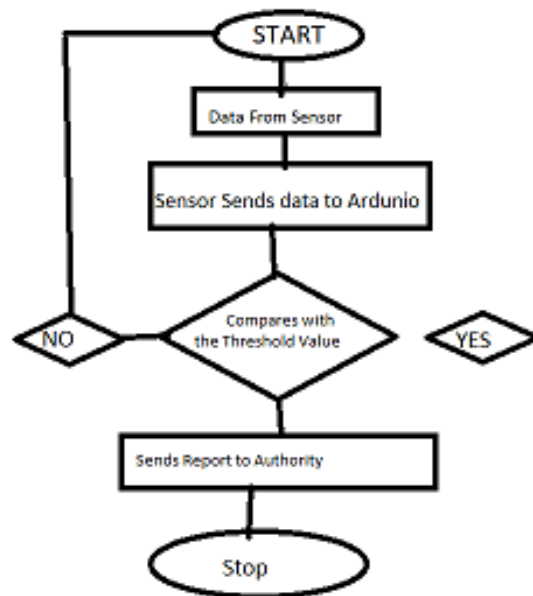 START
Data From Sensor
Sensor Sends data to Ardunio
Compares with
the Threshold Value
NO
YES
Sends Report to Authority
Stop